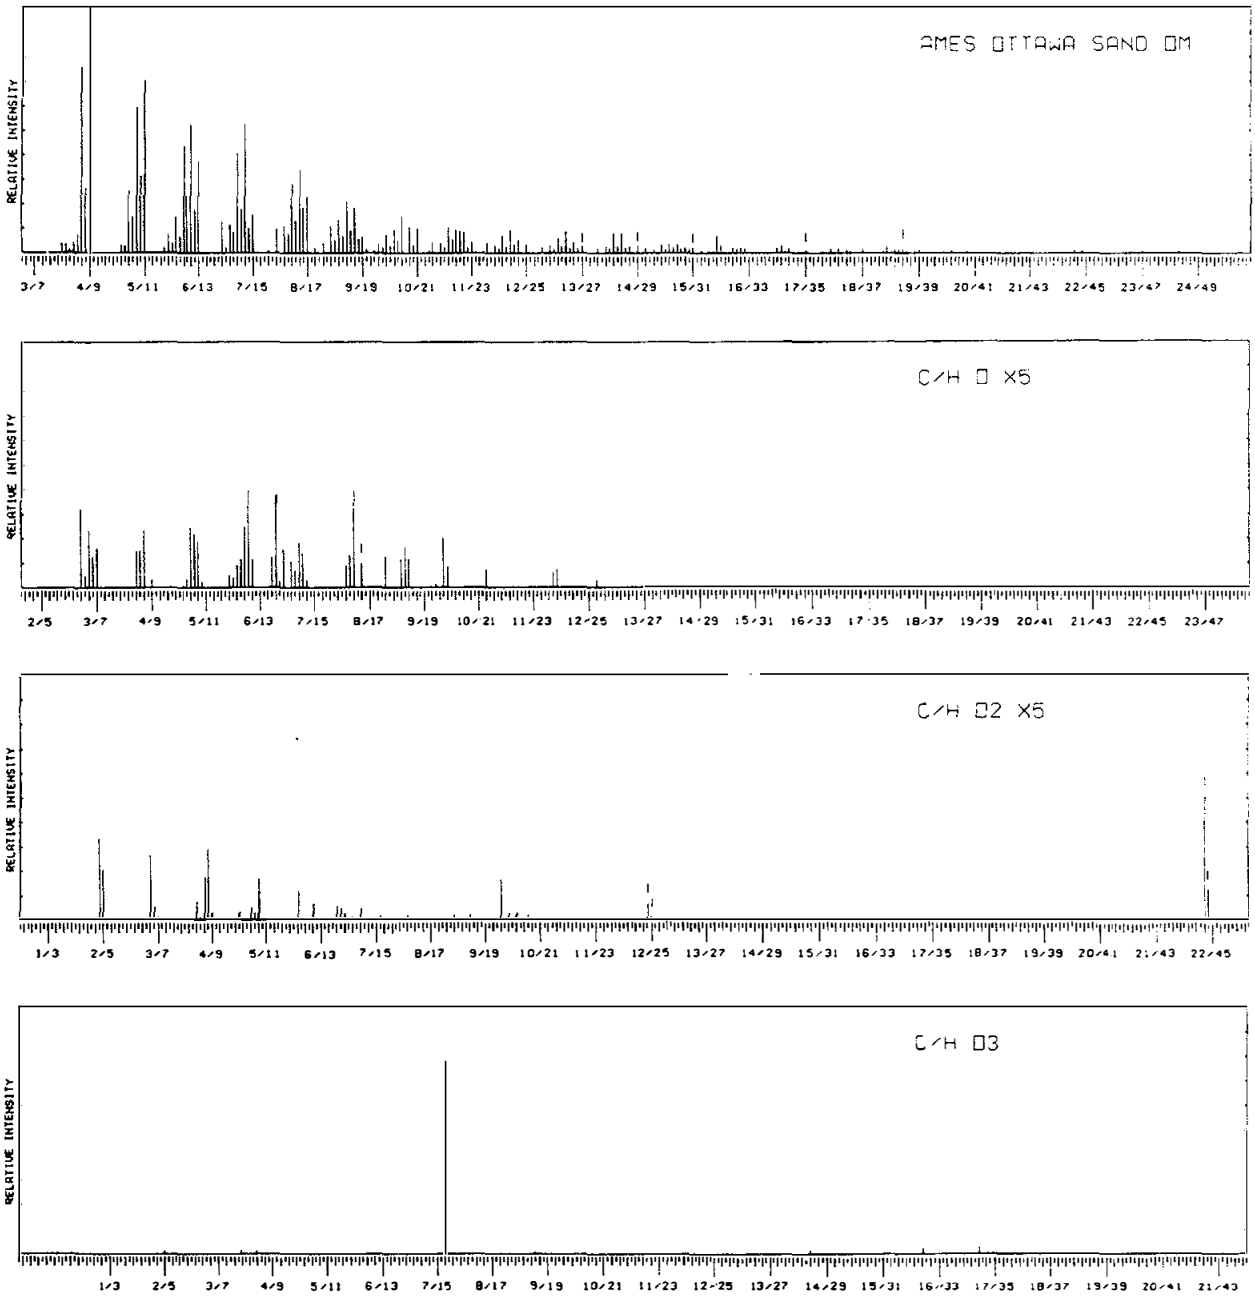 AMES OTTAWA SAND OM
RELATIVE INTENSITY
3/7 4/9 5/11 6/13 7/15 8/17 9/19 10/21 11/23 12/25 13/27 14/29 15/31 16/33 17/35 18/37 19/39 20/41 21/43 22/45 23/47 24/49
C/H O X5
RELATIVE INTENSITY
2/5 3/7 4/9 5/11 6/13 7/15 8/17 9/19 10/21 11/23 12/25 13/27 14/29 15/31 16/33 17/35 18/37 19/39 20/41 21/43 22/45 23/47
C/H O2 X5
RELATIVE INTENSITY
1/3 2/5 3/7 4/9 5/11 6/13 7/15 8/17 9/19 10/21 11/23 12/25 13/27 14/29 15/31 16/33 17/35 18/37 19/39 20/41 21/43 22/45
C/H O3
RELATIVE INTENSITY
1/3 2/5 3/7 4/9 5/11 6/13 7/15 8/17 9/19 10/21 11/23 12/25 13/27 14/29 15/31 16/33 17/35 18/37 19/39 20/41 21/43